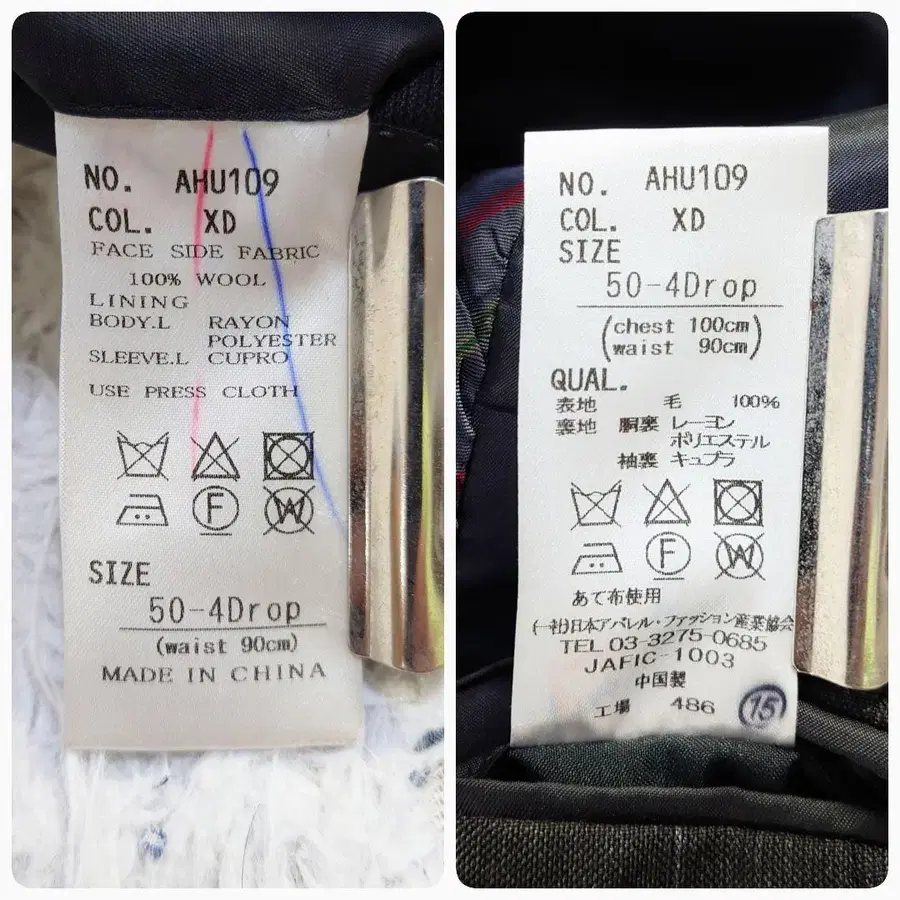 NO. AHU109
COL. XD
FACE SIDE FABRIC
100% WOOL
LINING
BODY.L RAYON
POLYESTER
SLEEVE.L CUPRO
USE PRESS CLOTH
F
W
SIZE
50-4Drop
(waist 90cm)
MADE IN CHINA
NO. AHU109
COL. XD
SIZE
50-4Drop
(chest 100cm
waist 90cm)
QUAL.
表地 毛 100%
裏地 胴裏 レーヨン
ポリエステル
袖裏 キュプラ
F
W
あて布使用
(一社)日本アパレル・ファッション産業協会
TEL 03-3275-0685
JAFIC-1003
中国製
工場 486 15